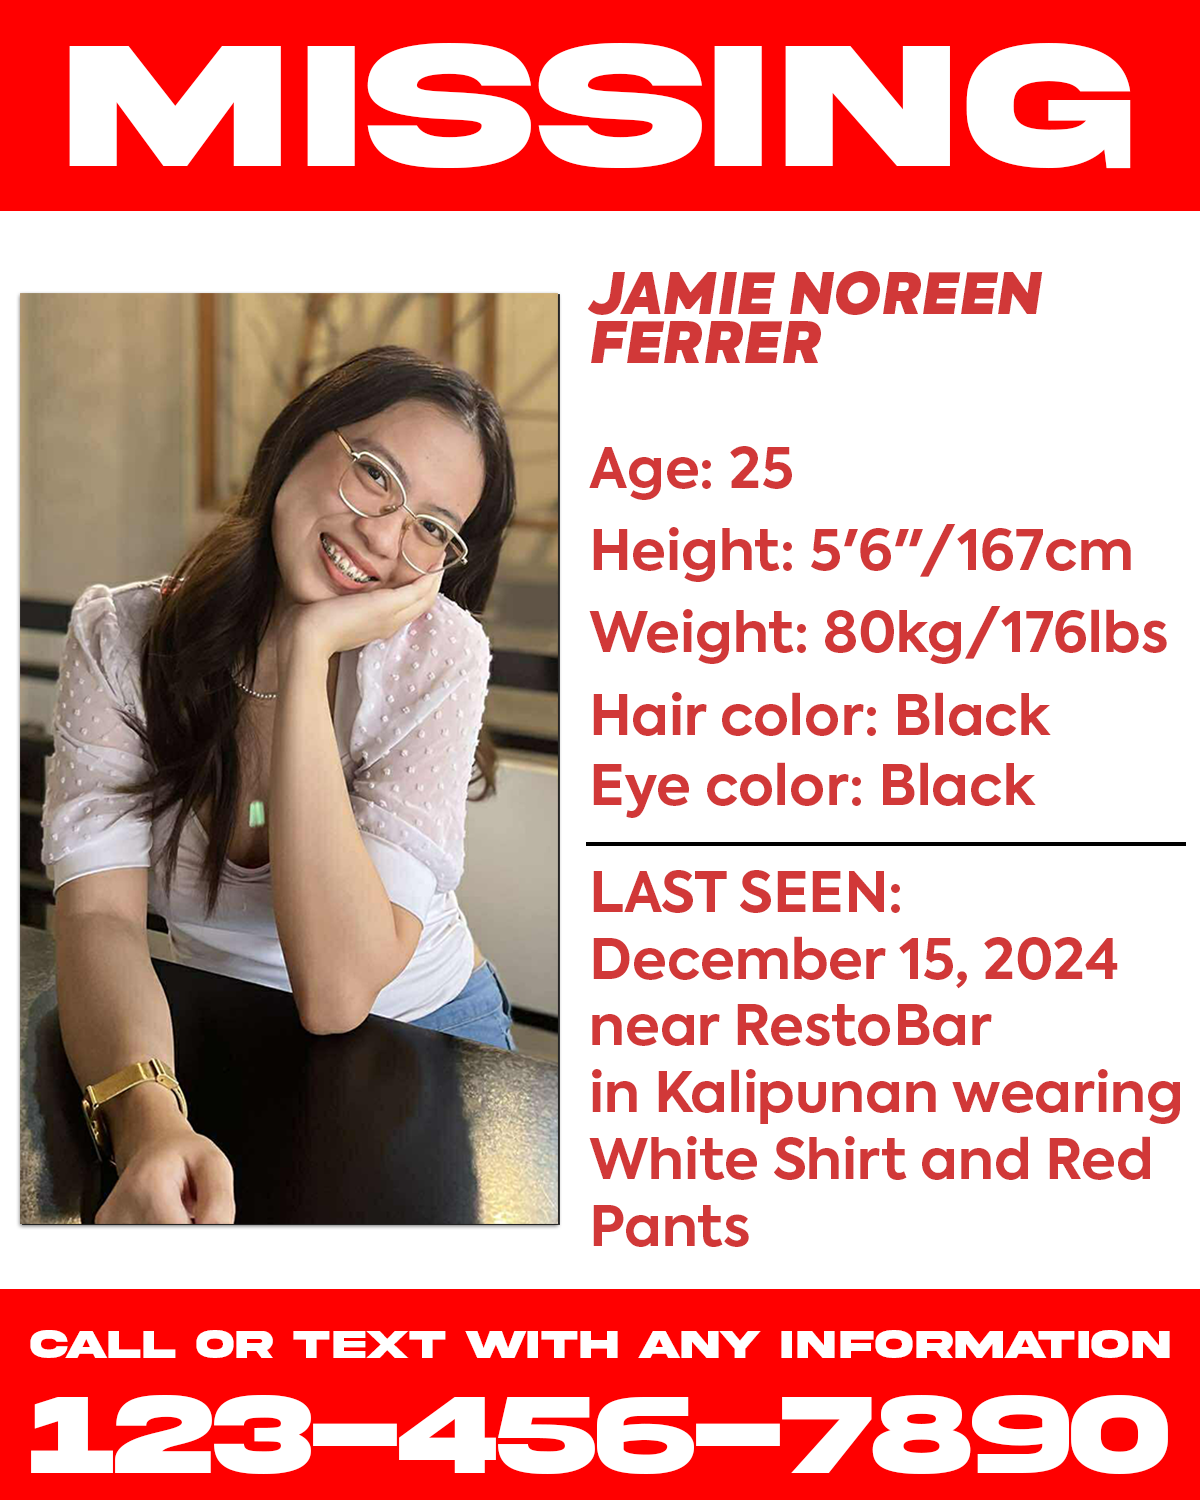 MISSING
JAMIE NOREEN
FERRER
Age: 25
Height: 5'6"/167cm
Weight: 80kg/176lbs
Hair color: Black
Eye color: Black
LAST SEEN:
December 15, 2024
near RestoBar
in Kalipunan wearing
White Shirt and Red
Pants
CALL OR TEXT WITH ANY INFORMATION
123-456-7890